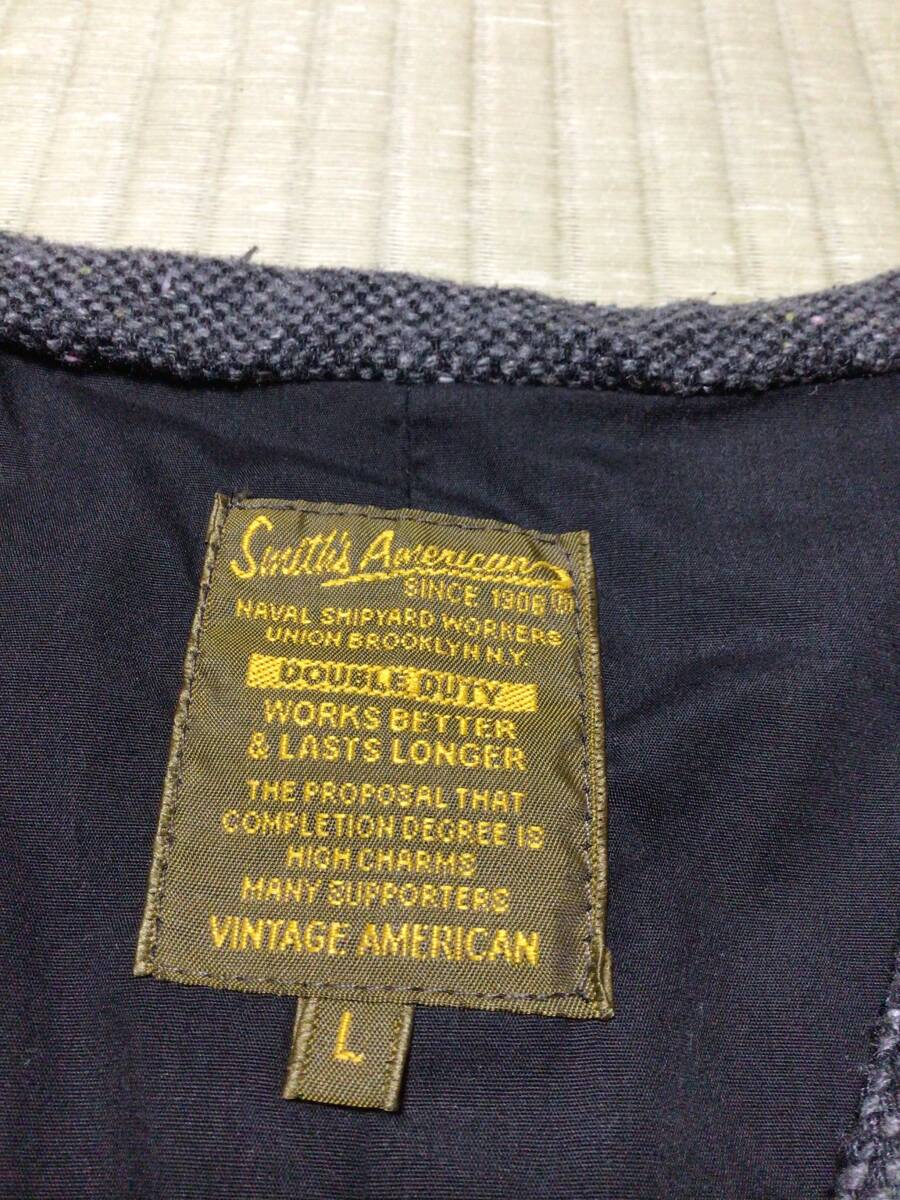 Smith's American
SINCE 1906 ®
NAVAL SHIPYARD WORKERS
UNION BROOKLYN N.Y.
DOUBLE DUTY
WORKS BETTER
& LASTS LONGER
THE PROPOSAL THAT
COMPLETION DEGREE IS
HIGH CHARMS
MANY SUPPORTERS
VINTAGE AMERICAN
L